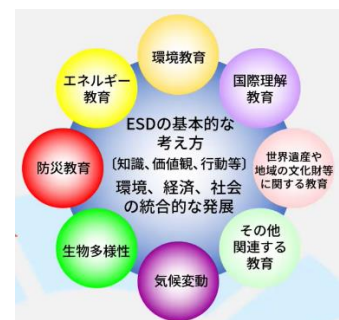 環境教育
国際理解
教育
世界遺産や
地域の文化財等
に関する教育
その他
関連する
教育
気候変動
生物多様性
防災教育
エネルギー
教育
ESDの基本的な
考え方
〔知識、価値観、行動等〕
環境、経済、社会
の統合的な発展